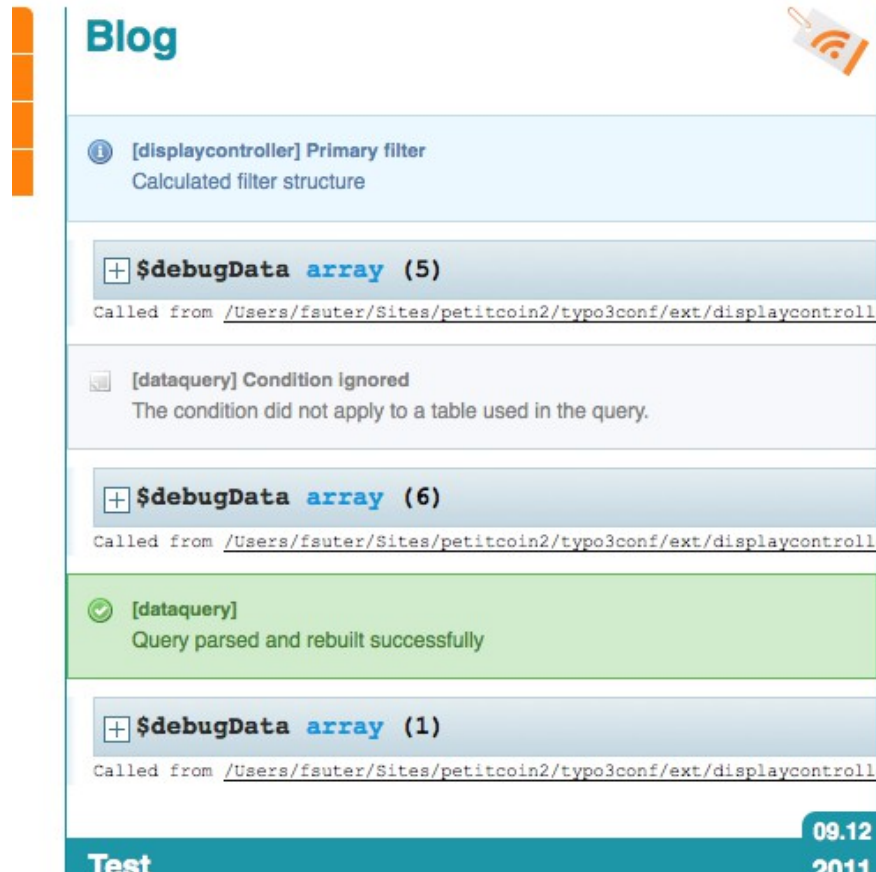 Blog
[displaycontroller] Primary filter
Calculated filter structure
$debugData array (5)
Called from /Users/fsuter/Sites/petitcoin2/typo3conf/ext/displaycontroll
[dataquery] Condition ignored
The condition did not apply to a table used in the query.
$debugData array (6)
Called from /Users/fsuter/Sites/petitcoin2/typo3conf/ext/displaycontroll
[dataquery]
Query parsed and rebuilt successfully
$debugData array (1)
Called from /Users/fsuter/Sites/petitcoin2/typo3conf/ext/displaycontroll
09.12
Test 2011